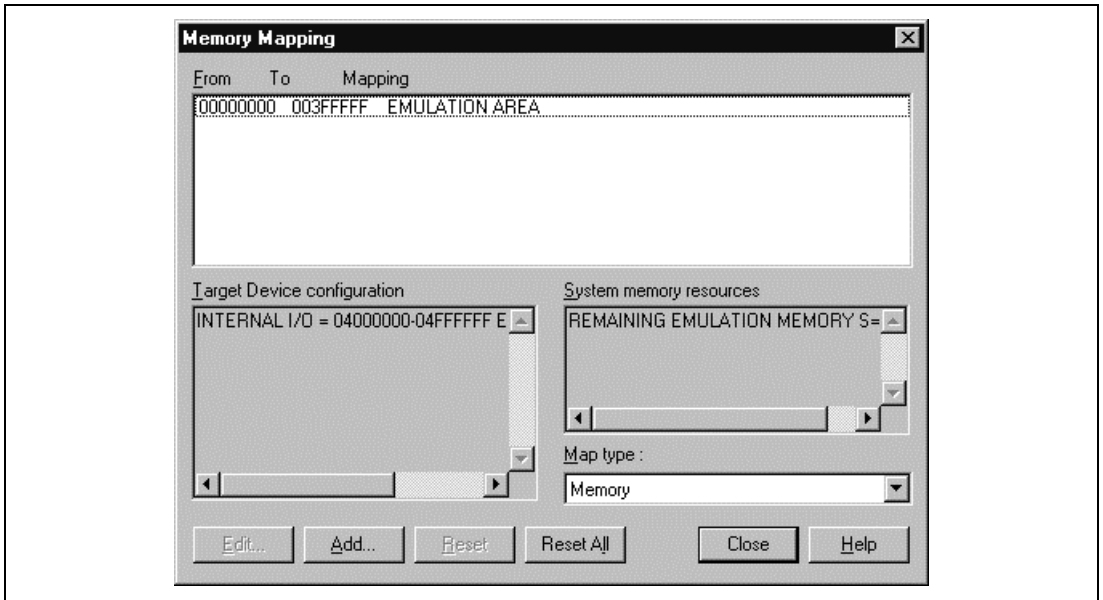 Memory Mapping
From To Mapping
00000000 003FFFFF EMULATION AREA
Target Device configuration
INTERNAL I/O = 04000000-04FFFFFF E
System memory resources
REMAINING EMULATION MEMORY S=
Map type :
Memory
Edit... Add... Reset Reset All Close Help